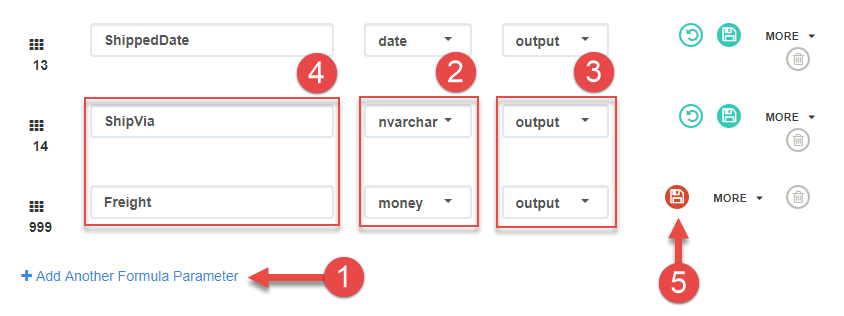 ShippedDate date output MORE
13
4 2 3
ShipVia nvarchar output MORE
14
Freight money output MORE
999
+ Add Another Formula Parameter 1 5